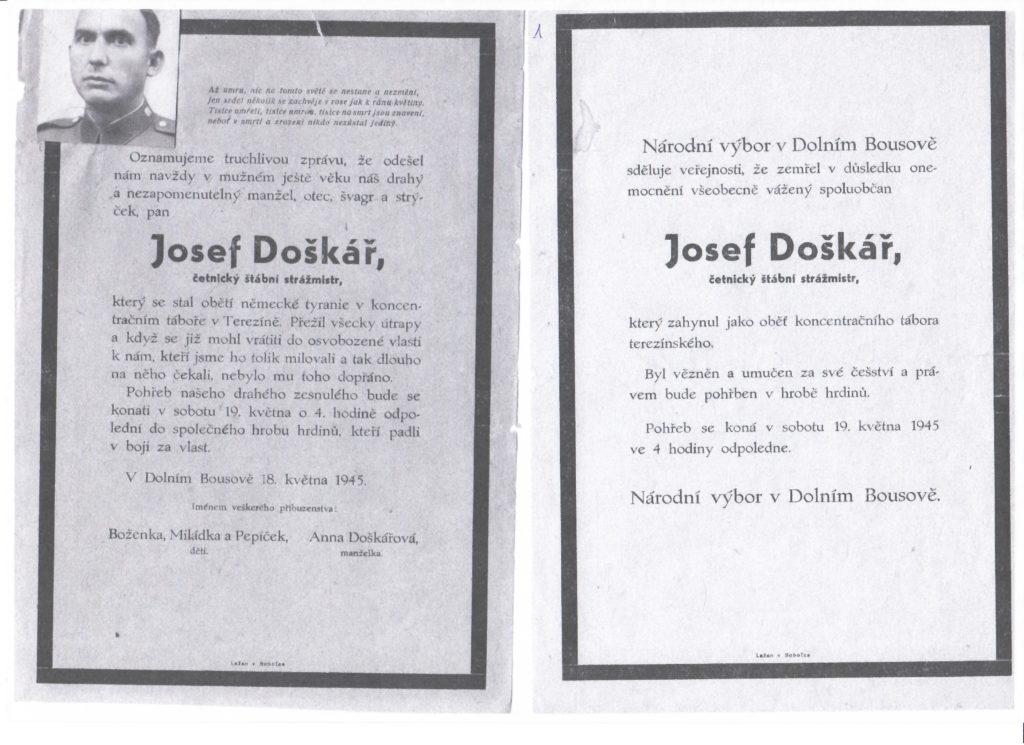 Až umru, nic na tomto světě se nestane a nezmění,
jen srdcí několik se zachvěje v rose jak k ránu květiny.
Tisíce umřeli, tisíce umrou, tisíce na smrt jsou znaveni,
neboť v smrti a zrození nikdo nezůstal jediný.
Oznamujeme truchlivou zprávu, že odešel
nám navždy v mužném ještě věku náš drahý
a nezapomenutelný manžel, otec, švagr a strý-
ček, pan
Josef Doškář,
četnický štábní strážmistr,
který se stal obětí německé tyranie v koncen-
tračním táboře v Terezíně. Přežil všecky útrapy
a když se již mohl vrátiti do osvobozené vlasti
k nám, kteří jsme ho tolik milovali a tak dlouho
na něho čekali, nebylo mu toho dopřáno.
Pohřeb našeho drahého zesnulého bude se
konati v sobotu 19. května o 4. hodině odpo-
lední do společného hrobu hrdinů, kteří padli
v boji za vlast.
V Dolním Bousově 18. května 1945.
Jménem veškerého příbuzenstva:
Boženka, Miládka a Pepíček,
děti.
Anna Doškářová,
manželka.
Ležan v Sobotce
1
Národní výbor v Dolním Bousově
sděluje veřejnosti, že zemřel v důsledku one-
mocnění všeobecně vážený spoluobčan
Josef Doškář,
četnický štábní strážmistr,
který zahynul jako oběť koncentračního tábora
terezínského.
Byl vězněn a umučen za své češství a prá-
vem bude pohřben v hrobě hrdinů.
Pohřeb se koná v sobotu 19. května 1945
ve 4 hodiny odpoledne.
Národní výbor v Dolním Bousově.
Ležan v Sobotce